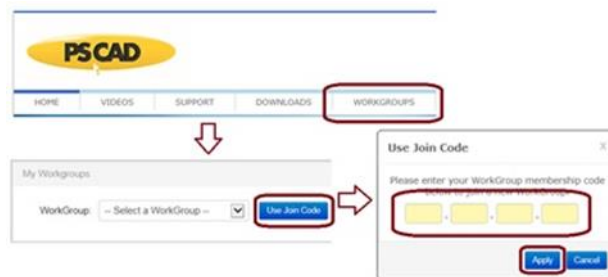 PSCAD
HOME VIDEOS SUPPORT DOWNLOADS WORKGROUPS
My Workgroups
WorkGroup: -- Select a WorkGroup -- Use Join Code
Use Join Code X
Please enter your WorkGroup membership code
below to join a new WorkGroup.
- - -
Apply Cancel